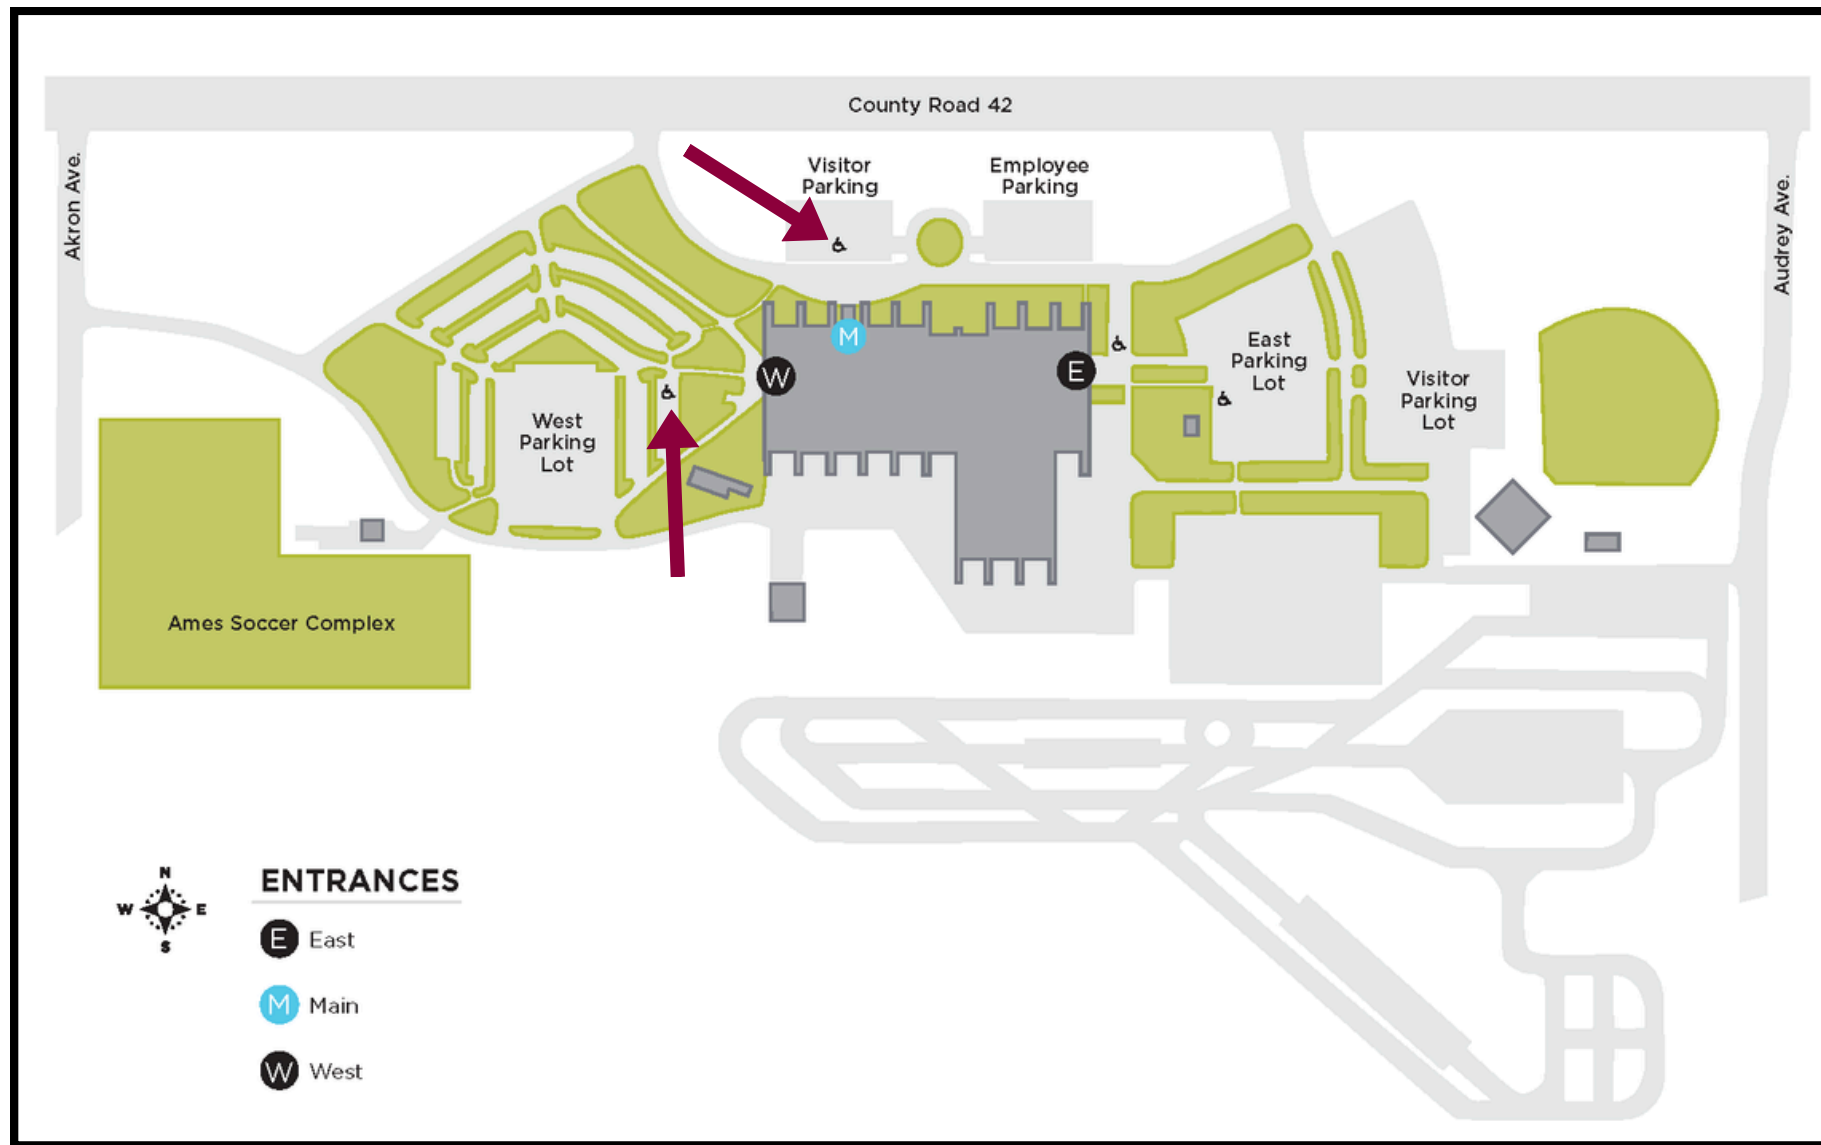 County Road 42
Akron Ave.
Visitor
Parking
Employee
Parking
Audrey Ave.
M
W
E
East
Parking
Lot
Visitor
Parking
Lot
West
Parking
Lot
Ames Soccer Complex
N
W E
S
ENTRANCES
E East
M Main
W West